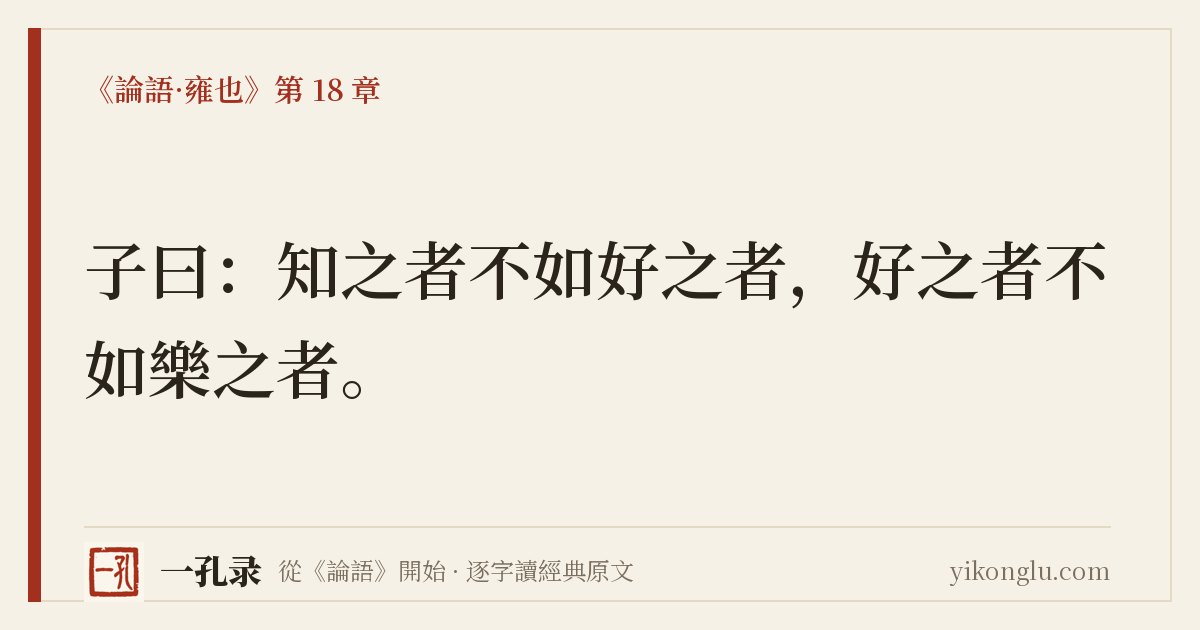 《論語·雍也》第 18 章
子曰：知之者不如好之者，好之者不
如樂之者。
一孔
一孔录 從《論語》開始 · 逐字讀經典原文 yikonglu.com